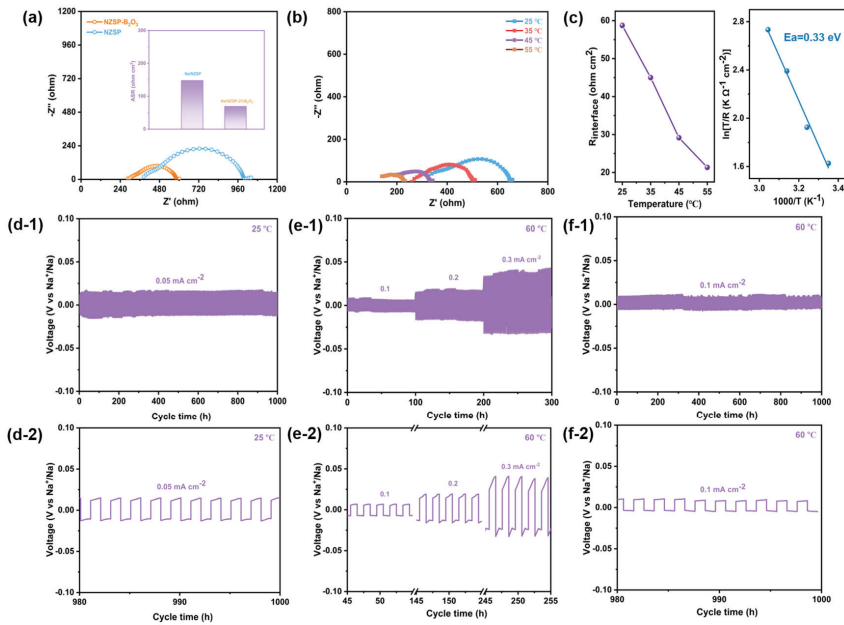 (a)
NZSP-B₂O₃
NZSP
-Z'' (ohm)
1200
960
720
480
240
0
ASR (ohm cm²)
300
200
100
0
Na/NZSP
0
240
480
720
960
1200
Z' (ohm)
(b)
25 ℃
35 ℃
45 ℃
55 ℃
-Z'' (ohm)
800
600
400
200
0
0
200
400
600
800
Z' (ohm)
(c)
Rinterface (ohm cm²)
60
50
40
30
20
25
35
45
55
Temperature (℃)
Ea=0.33 eV
ln[T/R (K Ω⁻¹ cm⁻²)]
2.8
2.4
2.0
1.6
3.0
3.2
3.4
1000/T (K⁻¹)
(d-1)
25 ℃
0.05 mA cm⁻²
Voltage (V vs Na⁺/Na)
0.10
0.05
0.00
-0.05
-0.10
0
200
400
600
800
1000
Cycle time (h)
(e-1)
60 ℃
0.1
0.2
0.3 mA cm⁻²
Voltage (V vs Na⁺/Na)
0.10
0.05
0.00
-0.05
-0.10
0
100
200
300
Cycle time (h)
(f-1)
60 ℃
0.1 mA cm⁻²
Voltage (V vs Na⁺/Na)
0.10
0.05
0.00
-0.05
-0.10
0
200
400
600
800
1000
Cycle time (h)
(d-2)
25 ℃
0.05 mA cm⁻²
Voltage (V vs Na⁺/Na)
0.10
0.05
0.00
-0.05
-0.10
980
990
1000
Cycle time (h)
(e-2)
60 ℃
0.1
0.2
0.3 mA cm⁻²
Voltage (V vs Na⁺/Na)
0.10
0.05
0.00
-0.05
-0.10
45
50
55
145
150
245
255
Cycle time (h)
(f-2)
60 ℃
0.1 mA cm⁻²
Voltage (V vs Na⁺/Na)
0.10
0.05
0.00
-0.05
-0.10
980
990
1000
Cycle time (h)